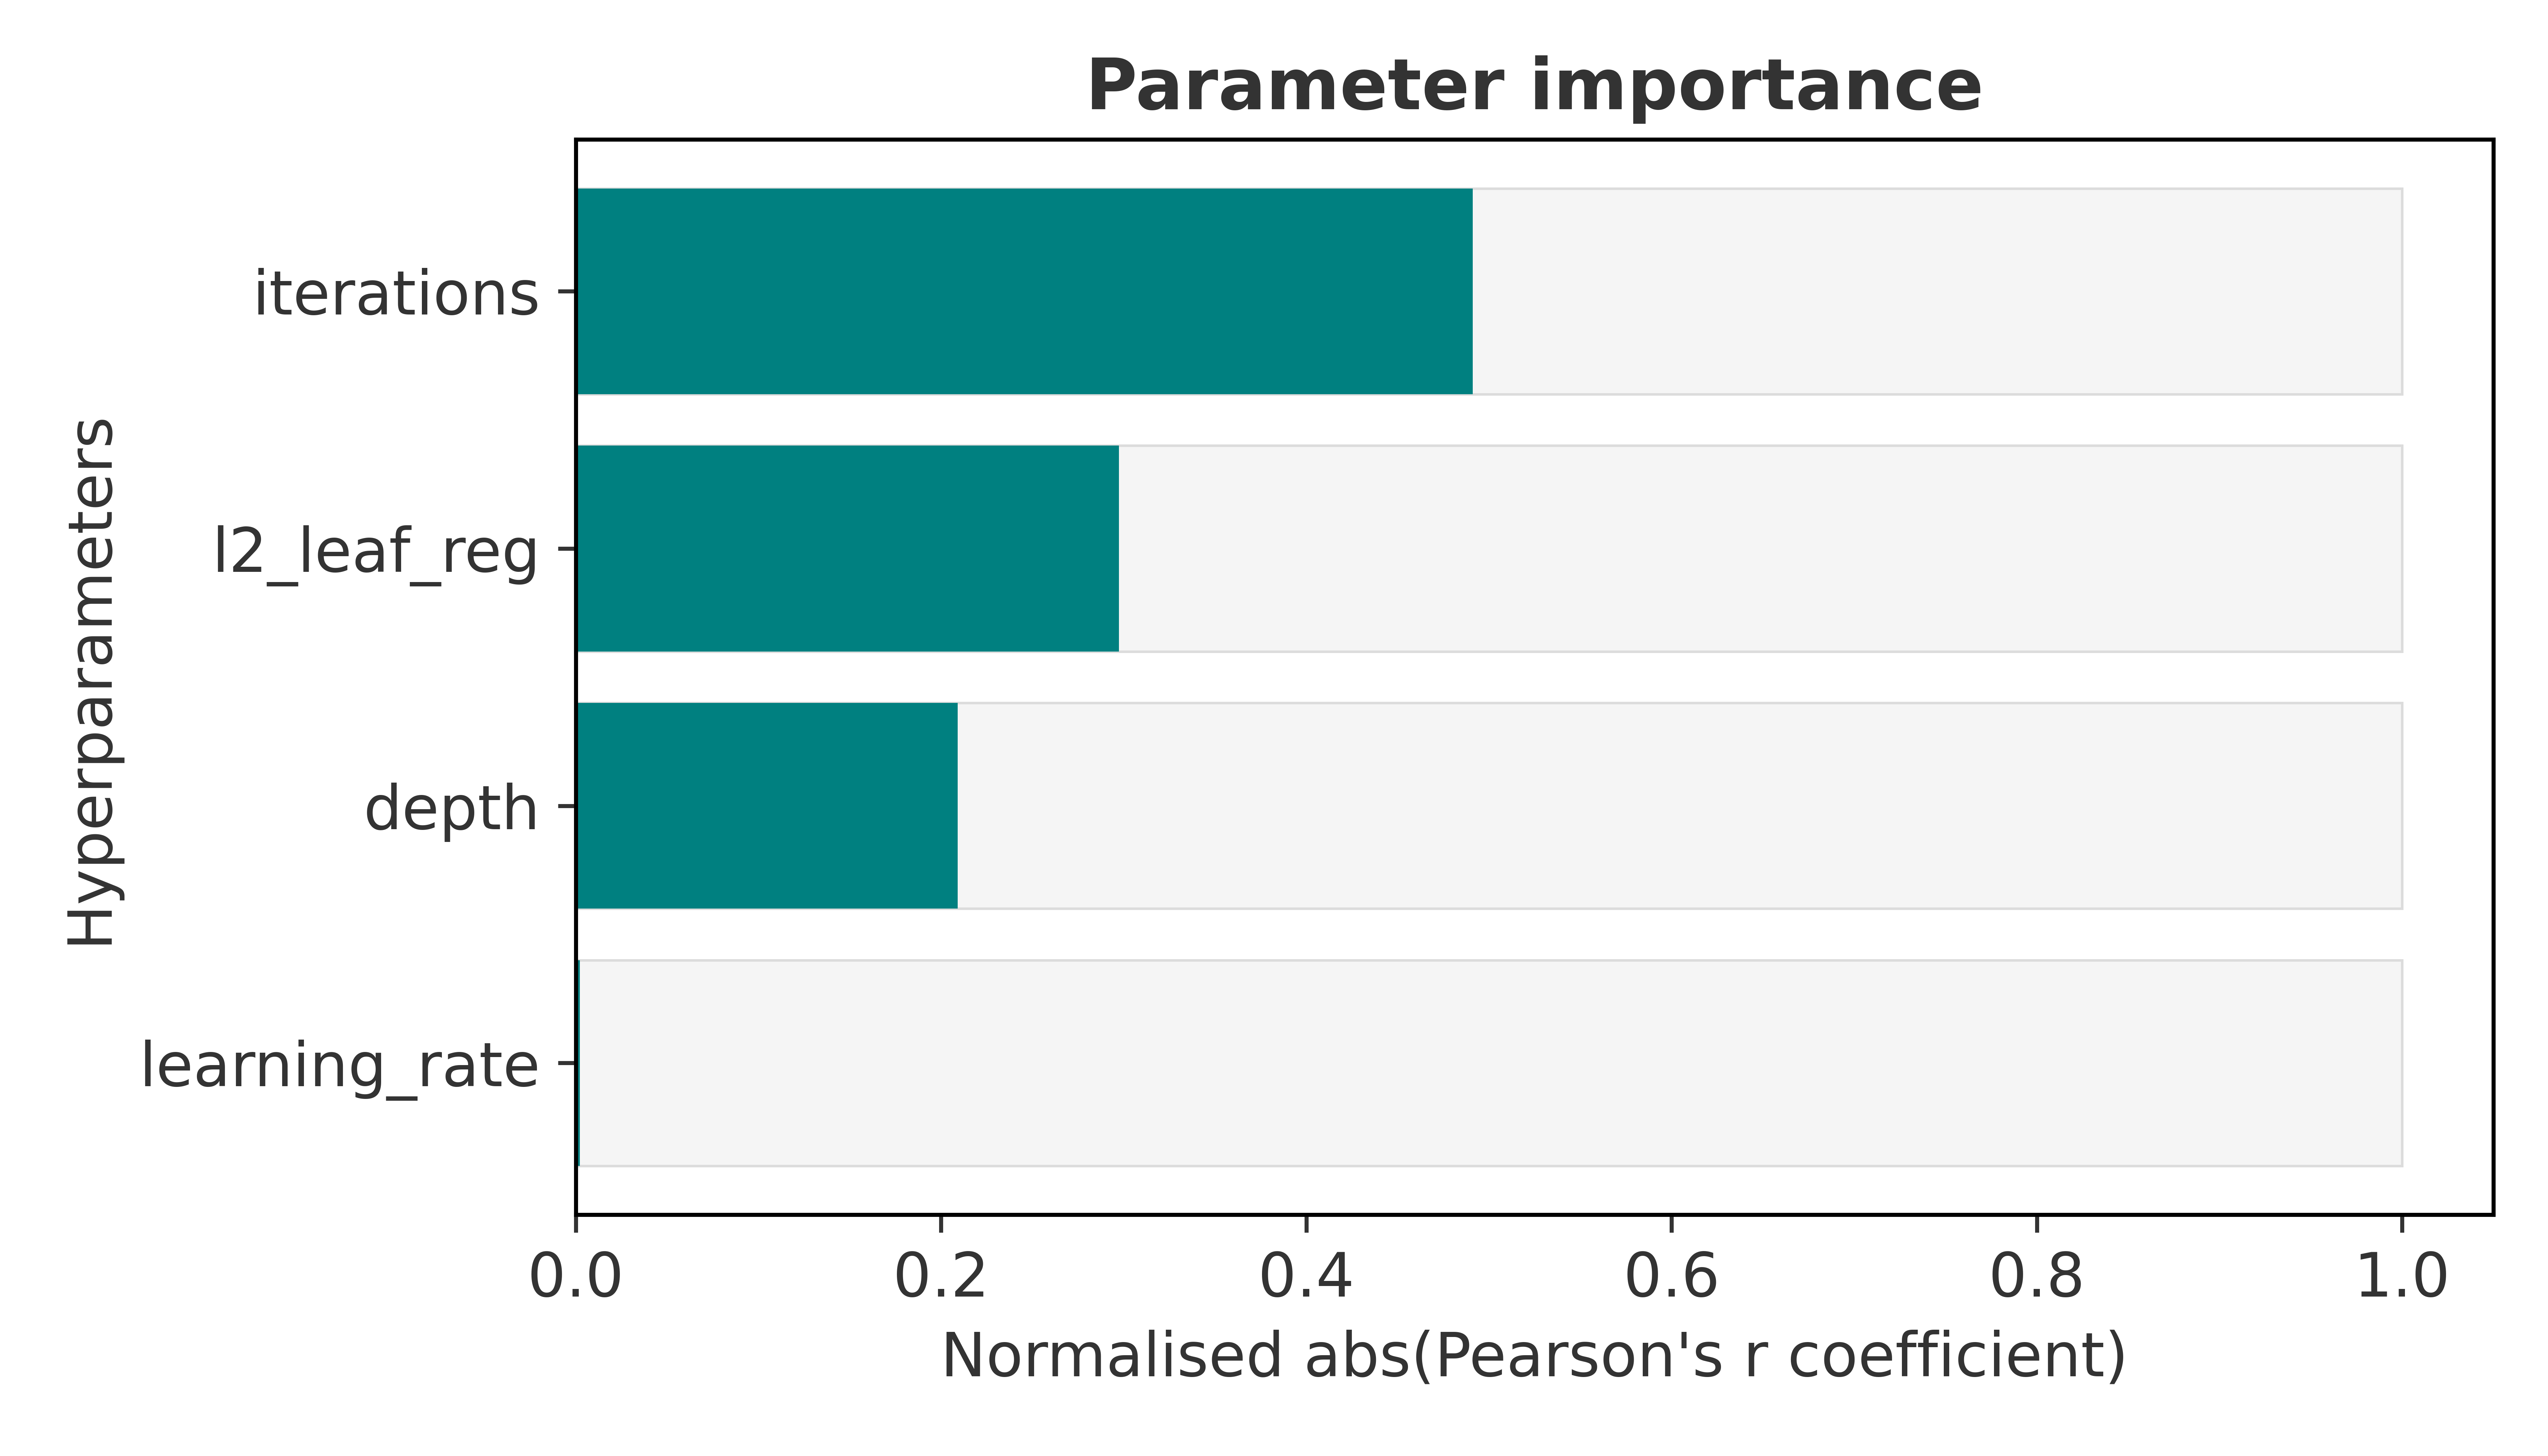 Parameter importance
Hyperparameters
iterations
l2_leaf_reg
depth
learning_rate
0.0 0.2 0.4 0.6 0.8 1.0
Normalised abs(Pearson's r coefficient)